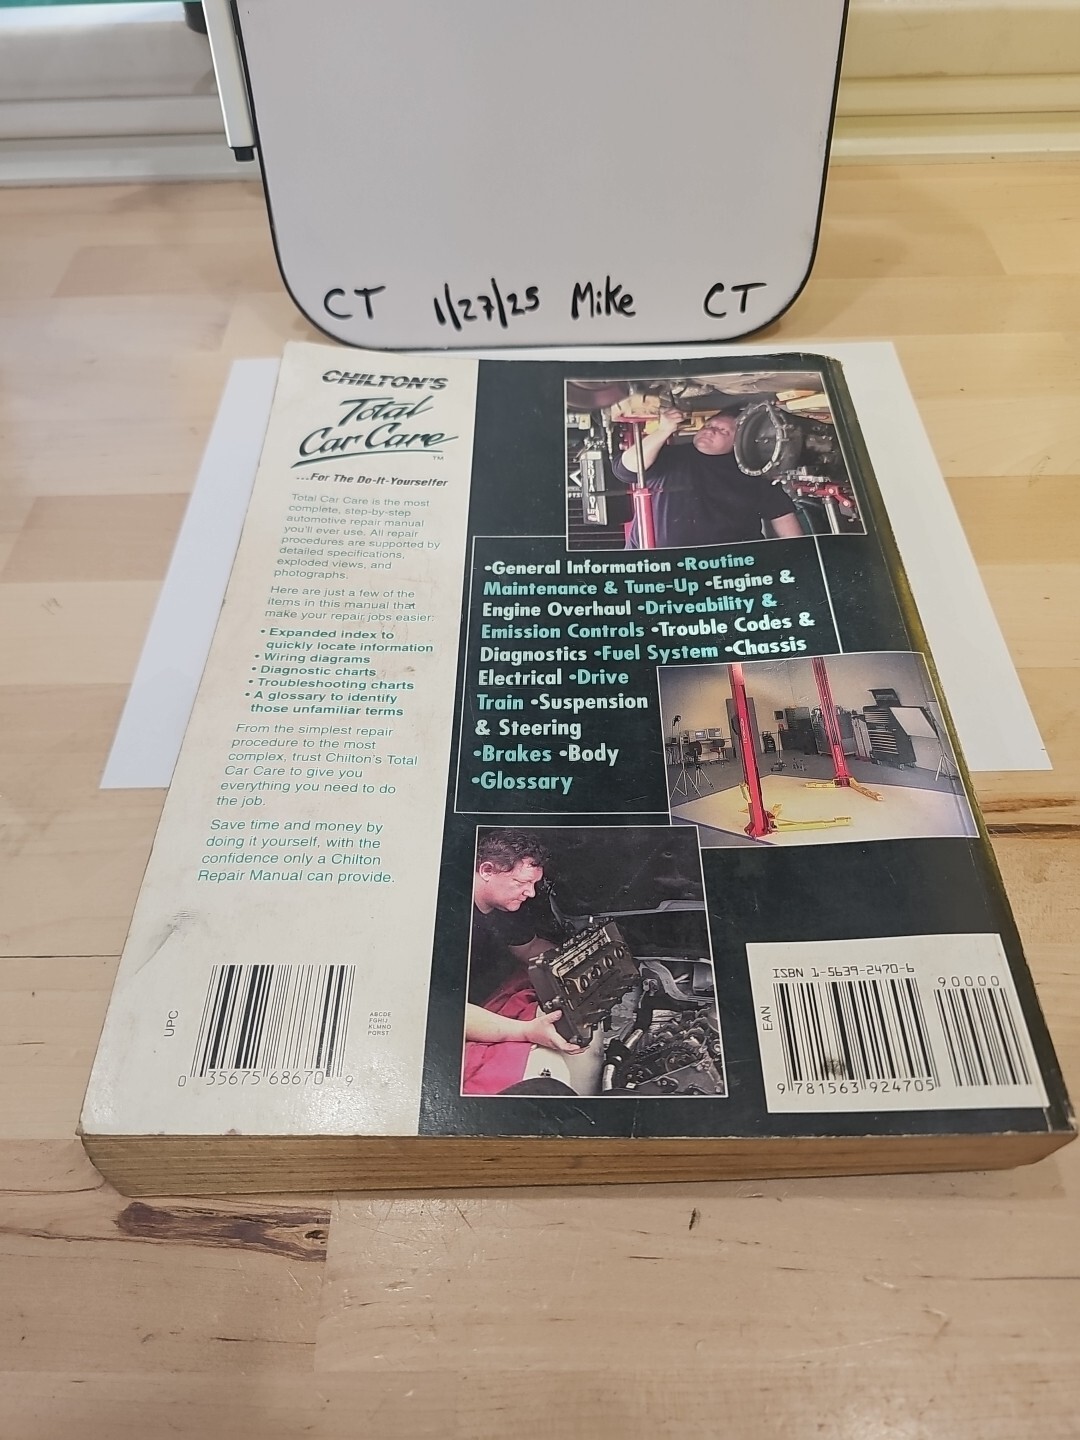 CT 1/27/25 Mike CT
CHILTON'S
Total
Car Care™
...For The Do-It-Yourselfer
Total Car Care is the most
complete, step-by-step
automotive repair manual
you'll ever use. All repair
procedures are supported by
detailed specifications,
exploded views, and
photographs.
Here are just a few of the
items in this manual that
make your repair jobs easier:
• Expanded index to
quickly locate information
• Wiring diagrams
• Diagnostic charts
• Troubleshooting charts
• A glossary to identify
those unfamiliar terms
From the simplest repair
procedure to the most
complex, trust Chilton's Total
Car Care to give you
everything you need to do
the job.
Save time and money by
doing it yourself, with the
confidence only a Chilton
Repair Manual can provide.
UPC
0 35675 68670 9
ABCDE
FGHIJ
KLMNO
PQRST
•General Information •Routine
Maintenance & Tune-Up •Engine &
Engine Overhaul •Driveability &
Emission Controls •Trouble Codes &
Diagnostics •Fuel System •Chassis
Electrical •Drive
Train •Suspension
& Steering
•Brakes •Body
•Glossary
ISBN 1-5639-2470-6
90000
EAN
9 781563 924705